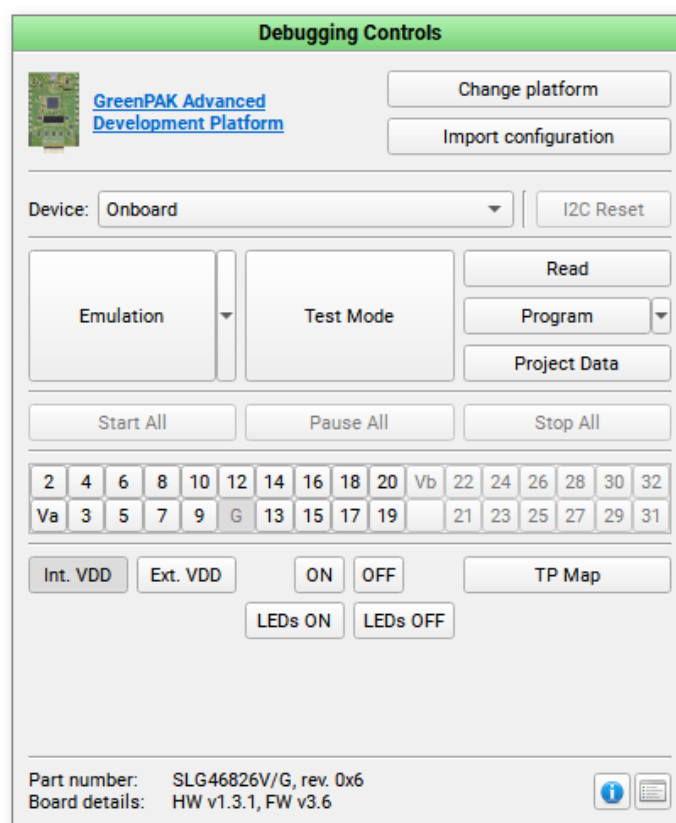 Debugging Controls
GreenPAK Advanced
Development Platform
Change platform
Import configuration
Device: Onboard
I2C Reset
Emulation
Test Mode
Read
Program
Project Data
Start All
Pause All
Stop All
2 4 6 8 10 12 14 16 18 20 Vb 22 24 26 28 30 32
Va 3 5 7 9 G 13 15 17 19 21 23 25 27 29 31
Int. VDD
Ext. VDD
ON
OFF
TP Map
LEDs ON
LEDs OFF
Part number: SLG46826V/G, rev. 0x6
Board details: HW v1.3.1, FW v3.6